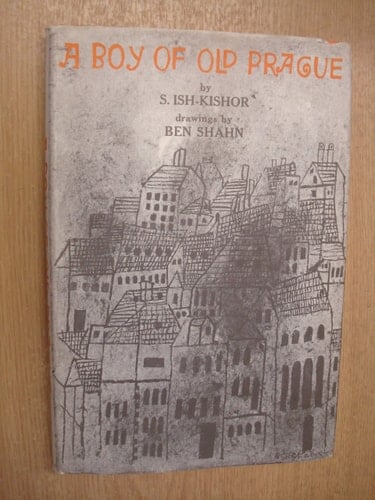 A BOY OF OLD PRAGUE
by
S. ISH-KISHOR
drawings by
BEN SHAHN